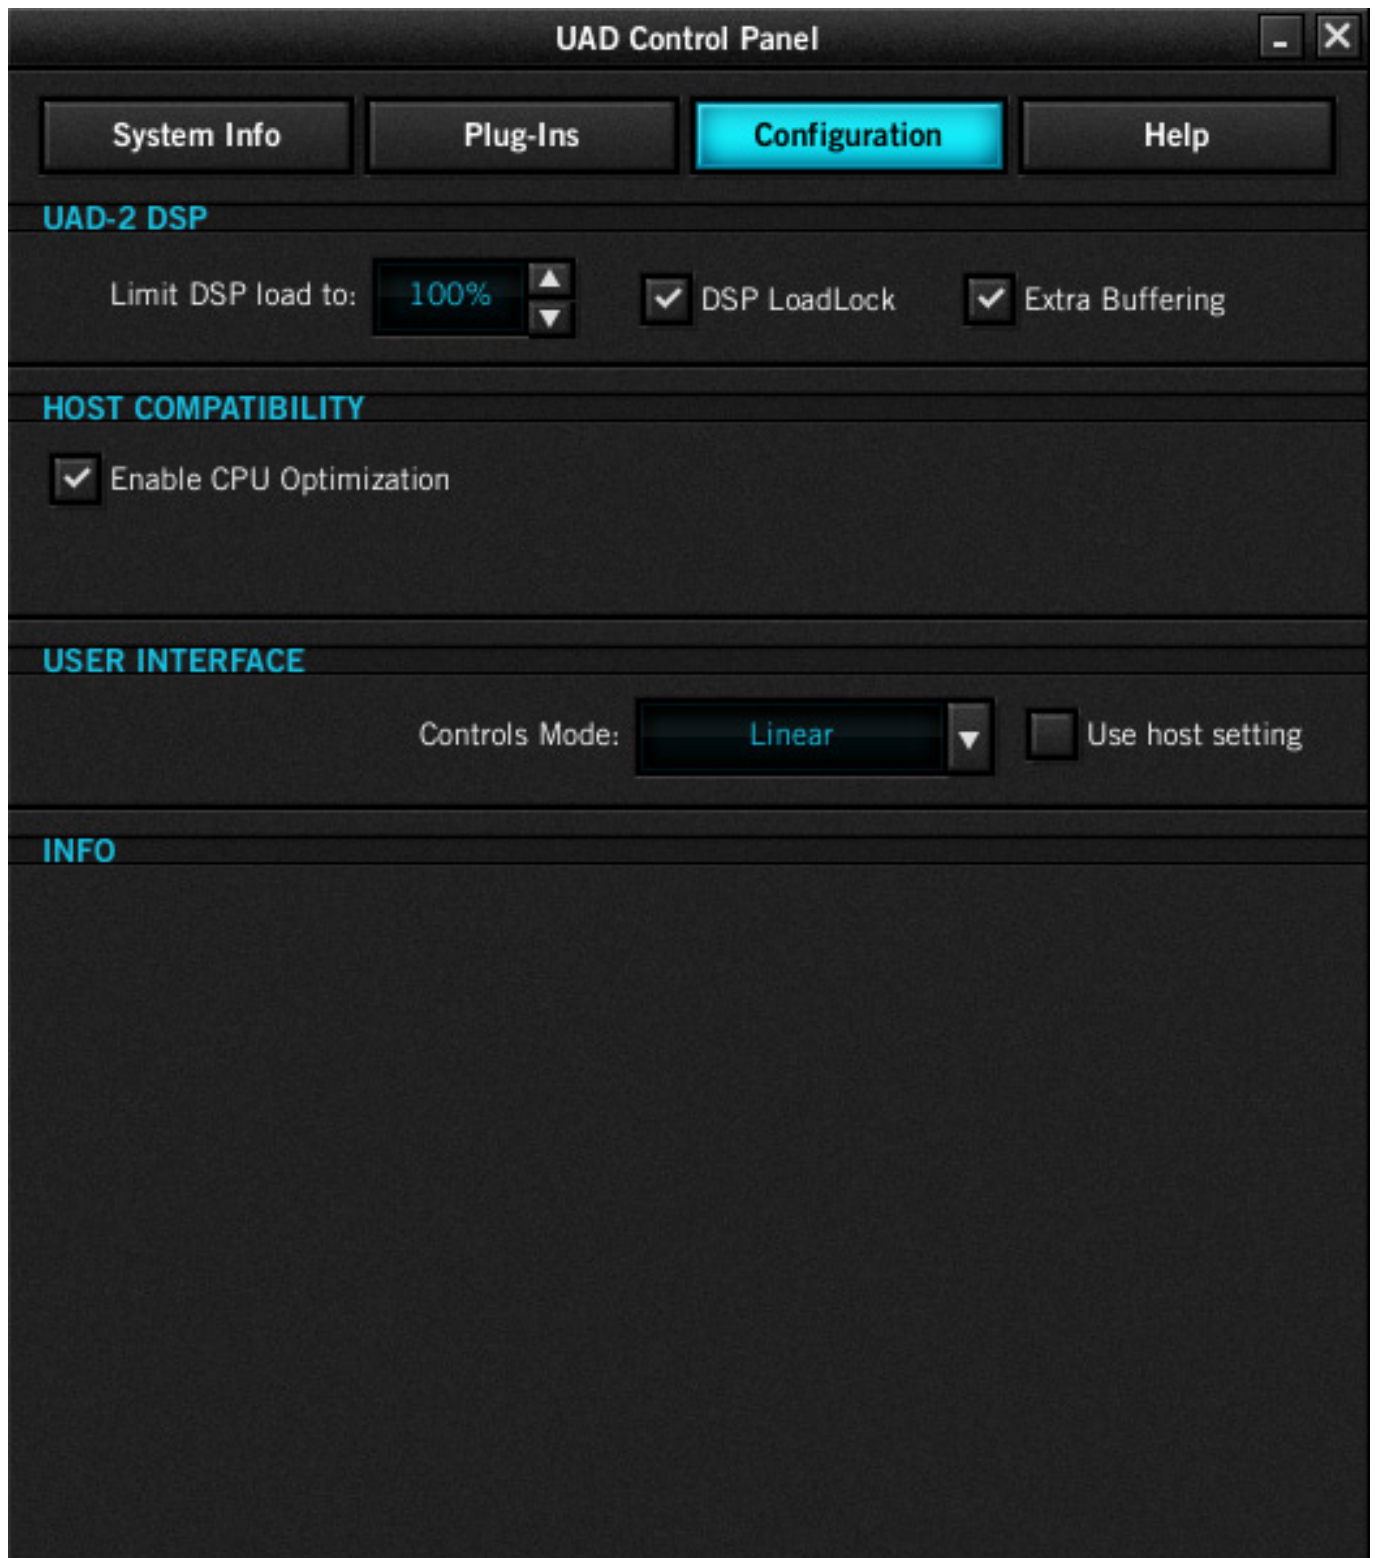 UAD Control Panel
System Info Plug-Ins Configuration Help
UAD-2 DSP
Limit DSP load to: 100% DSP LoadLock Extra Buffering
HOST COMPATIBILITY
Enable CPU Optimization
USER INTERFACE
Controls Mode: Linear Use host setting
INFO